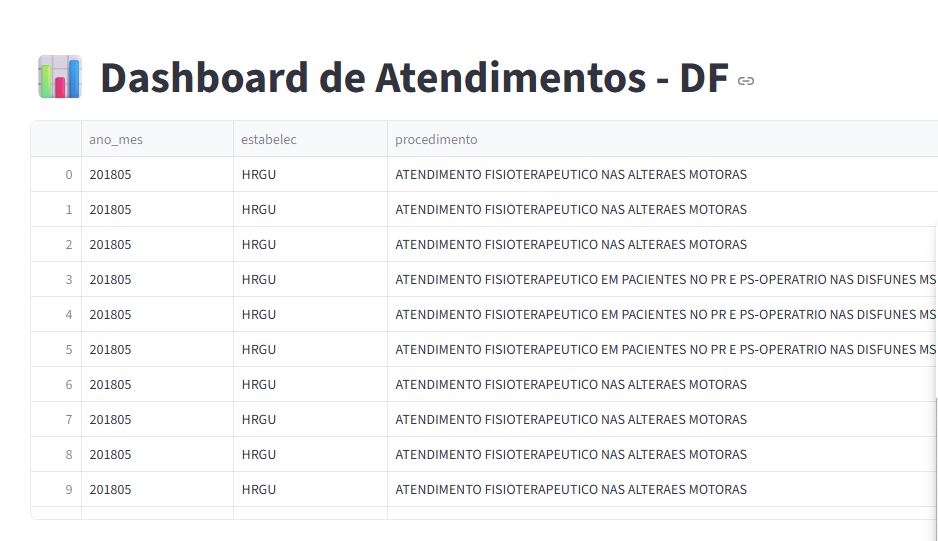 Dashboard de Atendimentos - DF
ano_mes estabelec procedimento
0 201805 HRGU ATENDIMENTO FISIOTERAPEUTICO NAS ALTERAES MOTORAS
1 201805 HRGU ATENDIMENTO FISIOTERAPEUTICO NAS ALTERAES MOTORAS
2 201805 HRGU ATENDIMENTO FISIOTERAPEUTICO NAS ALTERAES MOTORAS
3 201805 HRGU ATENDIMENTO FISIOTERAPEUTICO EM PACIENTES NO PR E PS-OPERATRIO NAS DISFUNES MS
4 201805 HRGU ATENDIMENTO FISIOTERAPEUTICO EM PACIENTES NO PR E PS-OPERATRIO NAS DISFUNES MS
5 201805 HRGU ATENDIMENTO FISIOTERAPEUTICO EM PACIENTES NO PR E PS-OPERATRIO NAS DISFUNES MS
6 201805 HRGU ATENDIMENTO FISIOTERAPEUTICO NAS ALTERAES MOTORAS
7 201805 HRGU ATENDIMENTO FISIOTERAPEUTICO NAS ALTERAES MOTORAS
8 201805 HRGU ATENDIMENTO FISIOTERAPEUTICO NAS ALTERAES MOTORAS
9 201805 HRGU ATENDIMENTO FISIOTERAPEUTICO NAS ALTERAES MOTORAS